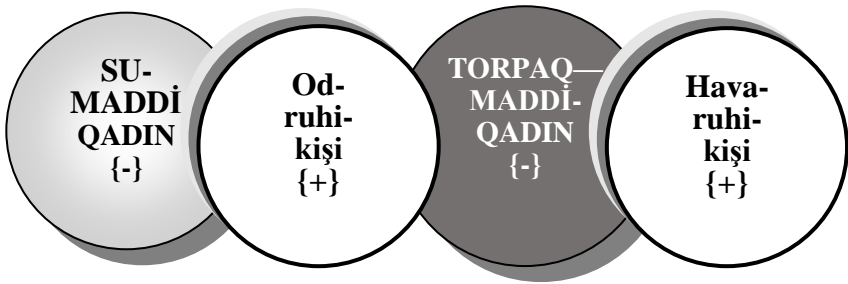 SU-
MADDİ
QADIN
{-}
Od-
ruhi-
kişi
{+}
TORPAQ—
MADDİ-
QADIN
{-}
Hava-
ruhi-
kişi
{+}